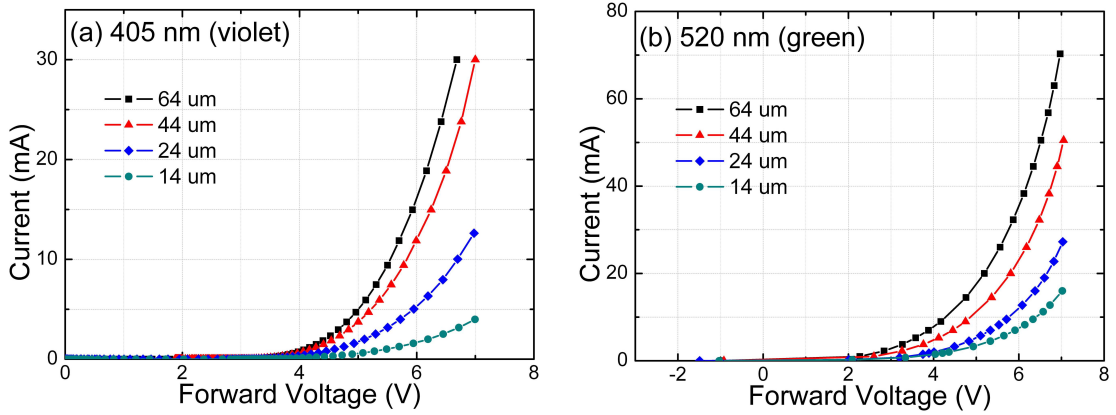 (a) 405 nm (violet)
30
20
10
0
0 2 4 6 8
Current (mA)
Forward Voltage (V)
64 um
44 um
24 um
14 um
(b) 520 nm (green)
80
60
40
20
0
-2 0 2 4 6 8
Current (mA)
Forward Voltage (V)
64 um
44 um
24 um
14 um